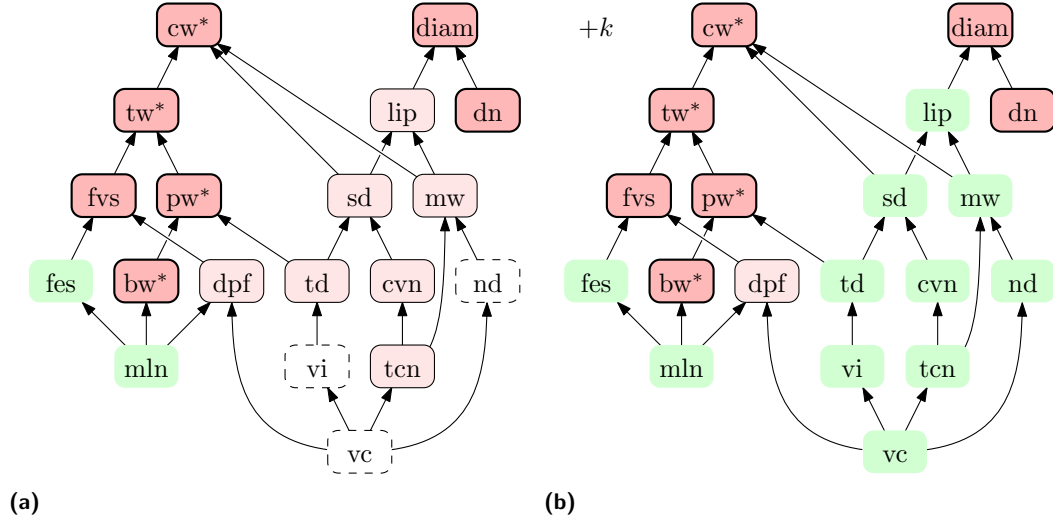 cw* diam +k cw* diam
tw* lip dn tw* lip dn
fvs pw* sd mw fvs pw* sd mw
fes bw* dpf td cvn nd fes bw* dpf td cvn nd
mln vi tcn mln vi tcn
vc vc
(a) (b)